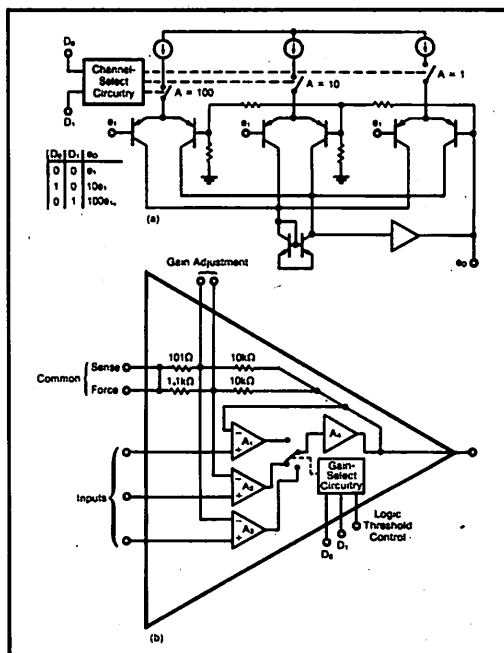 D₀
Channel-
Select
Circuitry
D₁
A = 100
A = 10
A = 1
e₁
e₁
e₁
D₀ D₁ e₀
0 0 e₁
1 0 10e₁
0 1 100e₁
(a)
e₀
Gain Adjustment
Common
Sense
Force
101Ω
10kΩ
1.1kΩ
10kΩ
A₁
A₂
A₃
A₄
Inputs
Gain-
Select
Circuitry
Logic
Threshold
Control
D₀
D₁
(b)